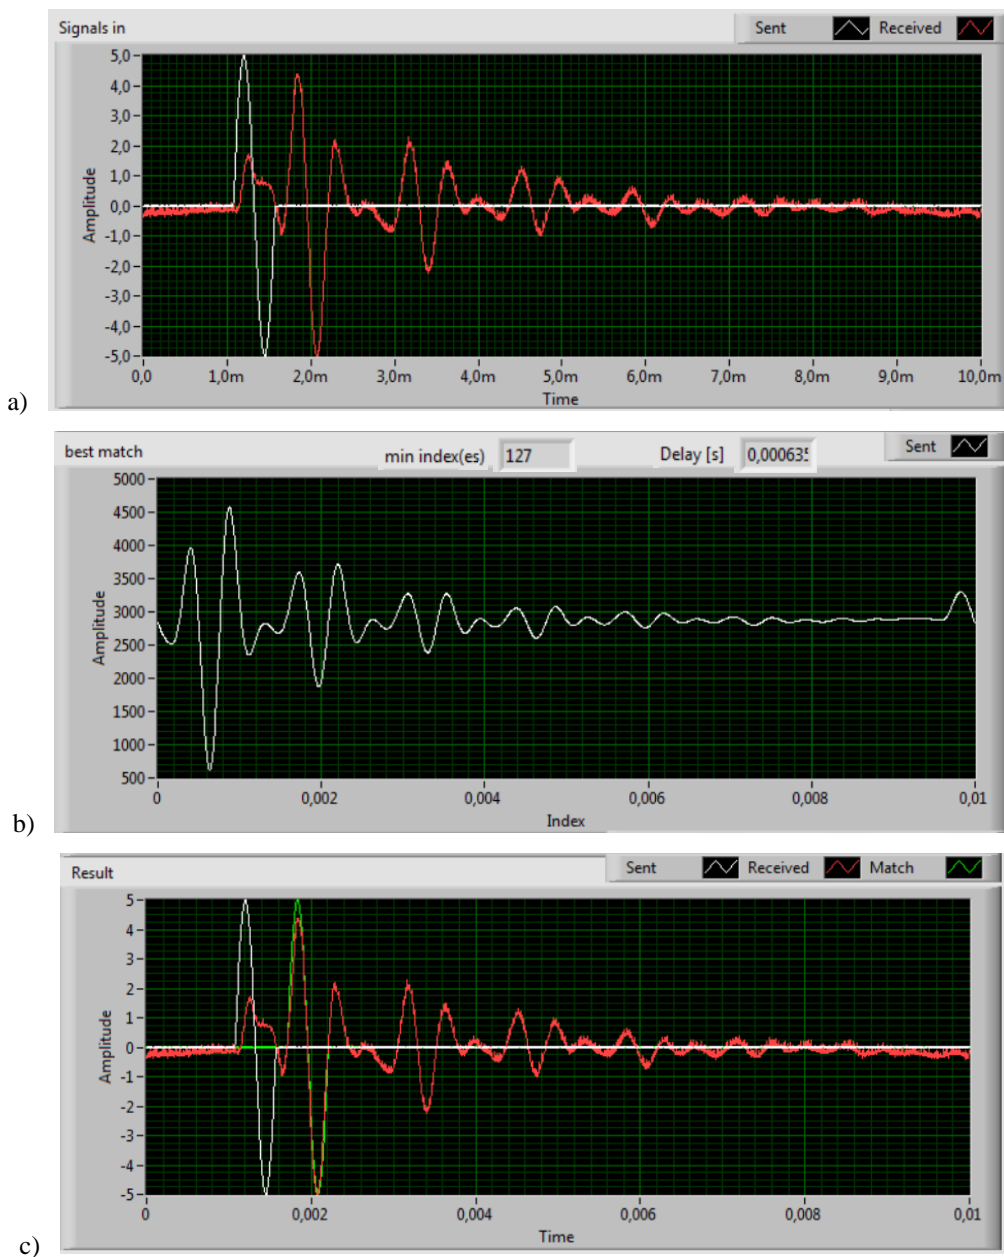 Signals in
Sent Received
5,0
4,0
3,0
2,0
1,0
0,0
-1,0
-2,0
-3,0
-4,0
-5,0
Amplitude
0,0 1,0m 2,0m 3,0m 4,0m 5,0m 6,0m 7,0m 8,0m 9,0m 10,0m
Time
a)
best match min index(es) 127 Delay [s] 0,000635 Sent
5000
4500
4000
3500
3000
2500
2000
1500
1000
500
Amplitude
0 0,002 0,004 0,006 0,008 0,01
Index
b)
Result Sent Received Match
5
4
3
2
1
0
-1
-2
-3
-4
-5
Amplitude
0 0,002 0,004 0,006 0,008 0,01
Time
c)